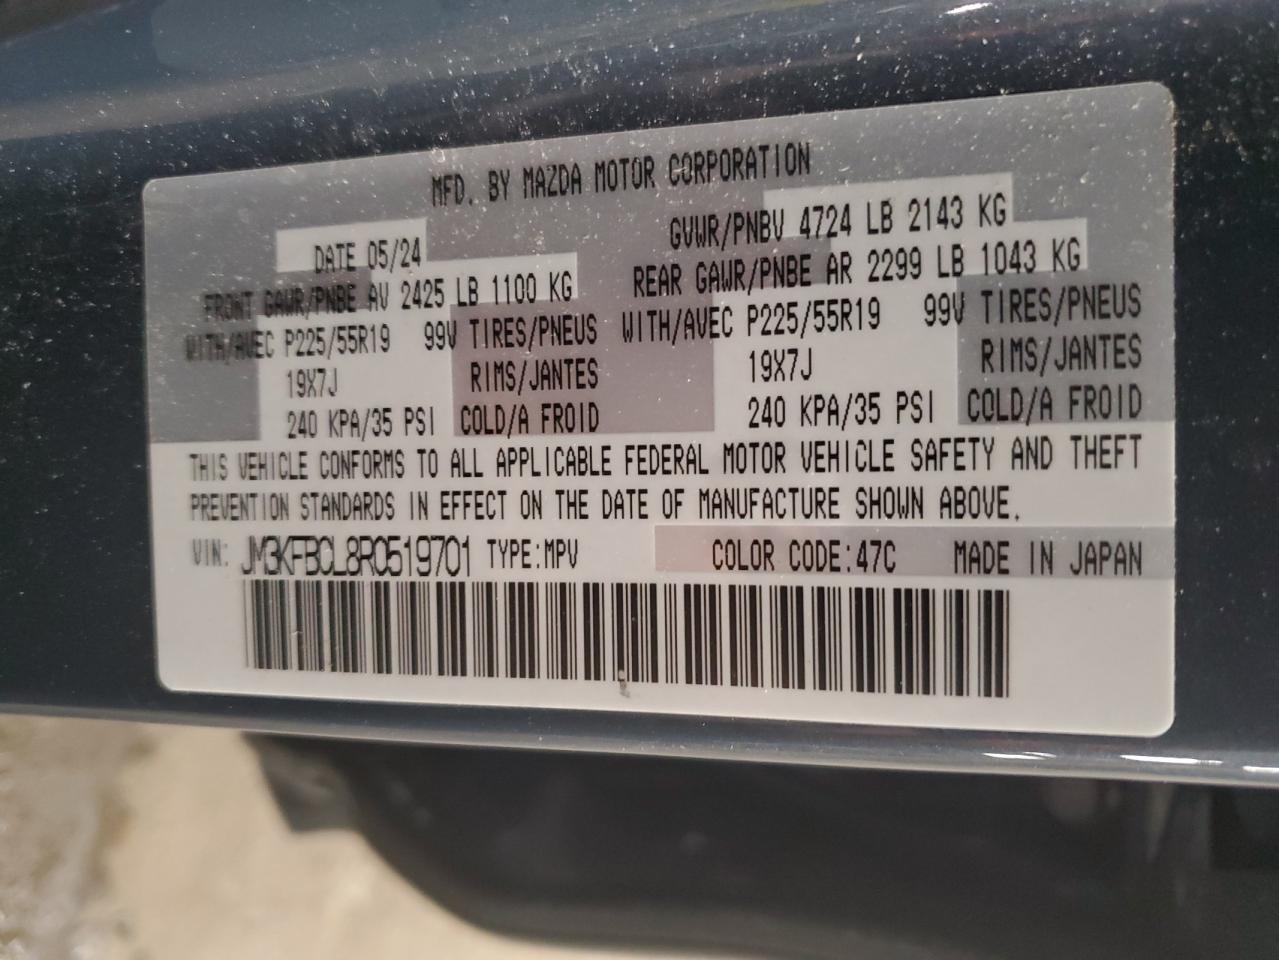 MFD. BY MAZDA MOTOR CORPORATION
DATE 05/24 GVWR/PNBV 4724 LB 2143 KG
FRONT GAWR/PNBE AV 2425 LB 1100 KG REAR GAWR/PNBE AR 2299 LB 1043 KG
WITH/AVEC P225/55R19 99V TIRES/PNEUS WITH/AVEC P225/55R19 99V TIRES/PNEUS
19X7J RIMS/JANTES 19X7J RIMS/JANTES
240 KPA/35 PSI COLD/A FROID 240 KPA/35 PSI COLD/A FROID
THIS VEHICLE CONFORMS TO ALL APPLICABLE FEDERAL MOTOR VEHICLE SAFETY AND THEFT
PREVENTION STANDARDS IN EFFECT ON THE DATE OF MANUFACTURE SHOWN ABOVE.
VIN: JM3KFBCL8R0519701 TYPE:MPV COLOR CODE:47C MADE IN JAPAN